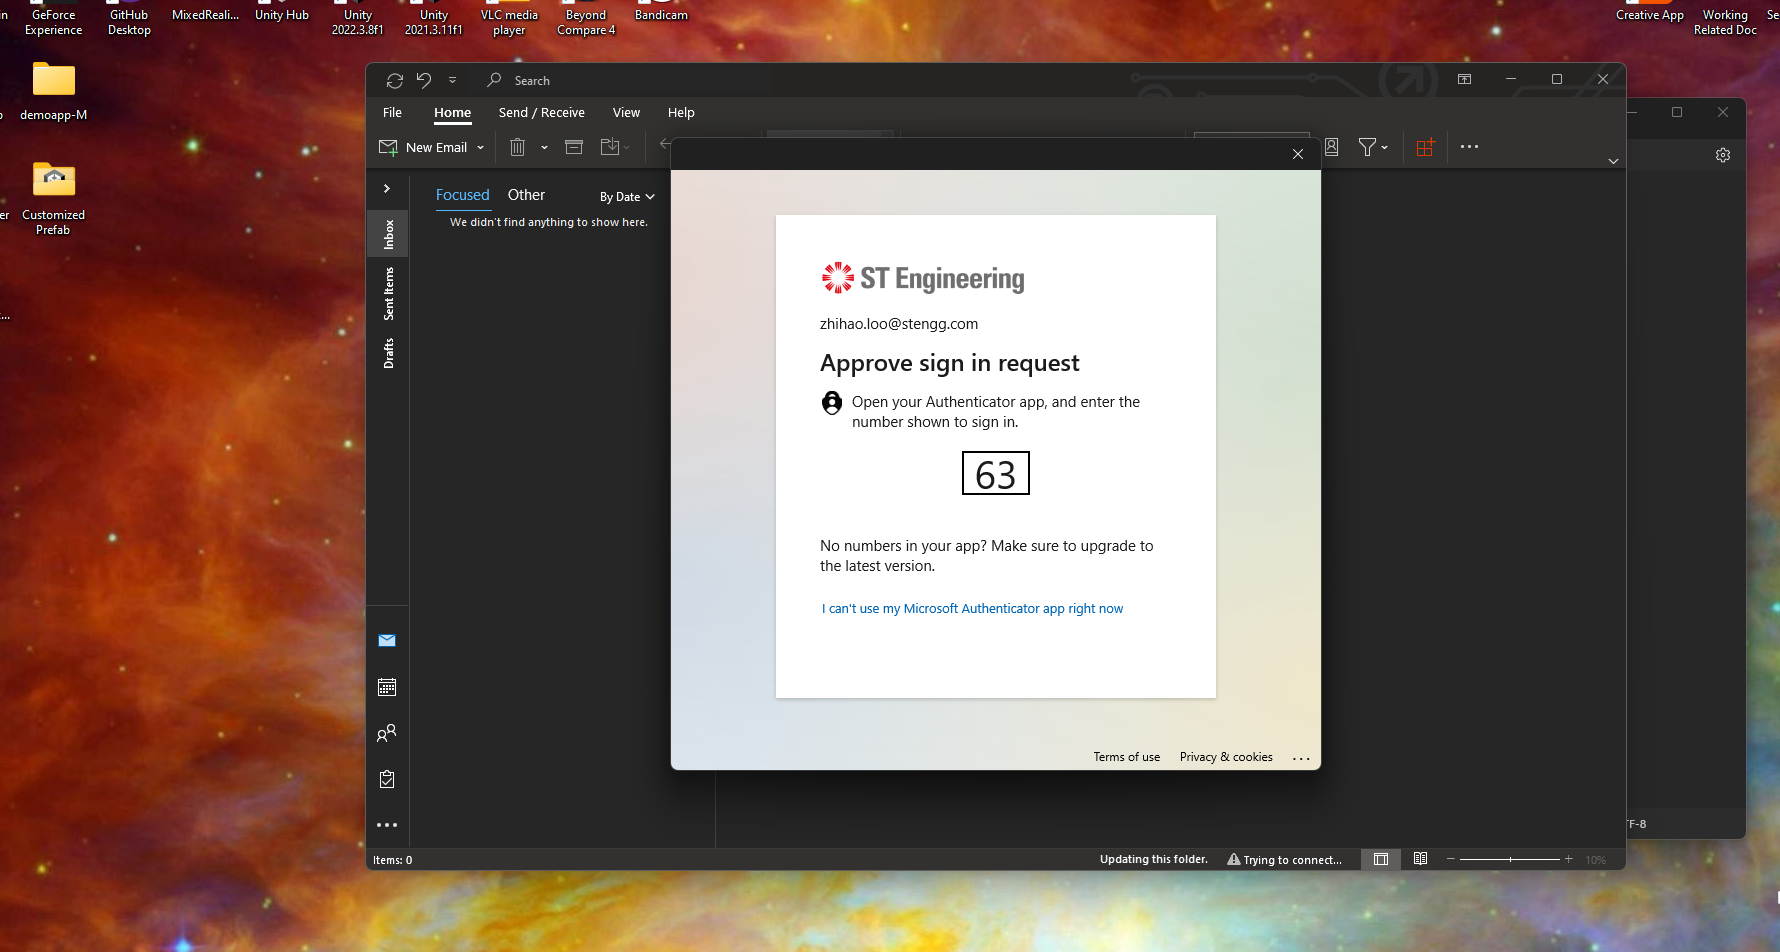 GeForce
Experience
GitHub
Desktop
MixedReali...
Unity Hub
Unity
2022.3.8f1
Unity
2021.3.11f1
VLC media
player
Beyond
Compare 4
Bandicam
Creative App
Working
Related Doc
demoapp-M
Customized
Prefab
Search
File
Home
Send / Receive
View
Help
New Email
Focused
Other
By Date
We didn't find anything to show here.
Inbox
Sent Items
Drafts
ST Engineering
zhihao.loo@stengg.com
Approve sign in request
Open your Authenticator app, and enter the
number shown to sign in.
63
No numbers in your app? Make sure to upgrade to
the latest version.
I can't use my Microsoft Authenticator app right now
Terms of use
Privacy & cookies
...
Items: 0
Updating this folder.
Trying to connect...
10%
TF-8